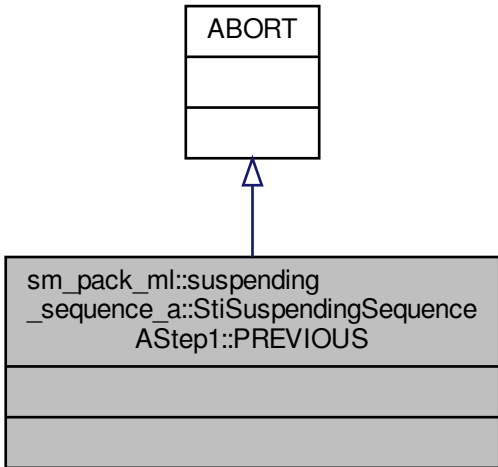 ABORT
sm_pack_ml::suspending
_sequence_a::StiSuspendingSequence
AStep1::PREVIOUS